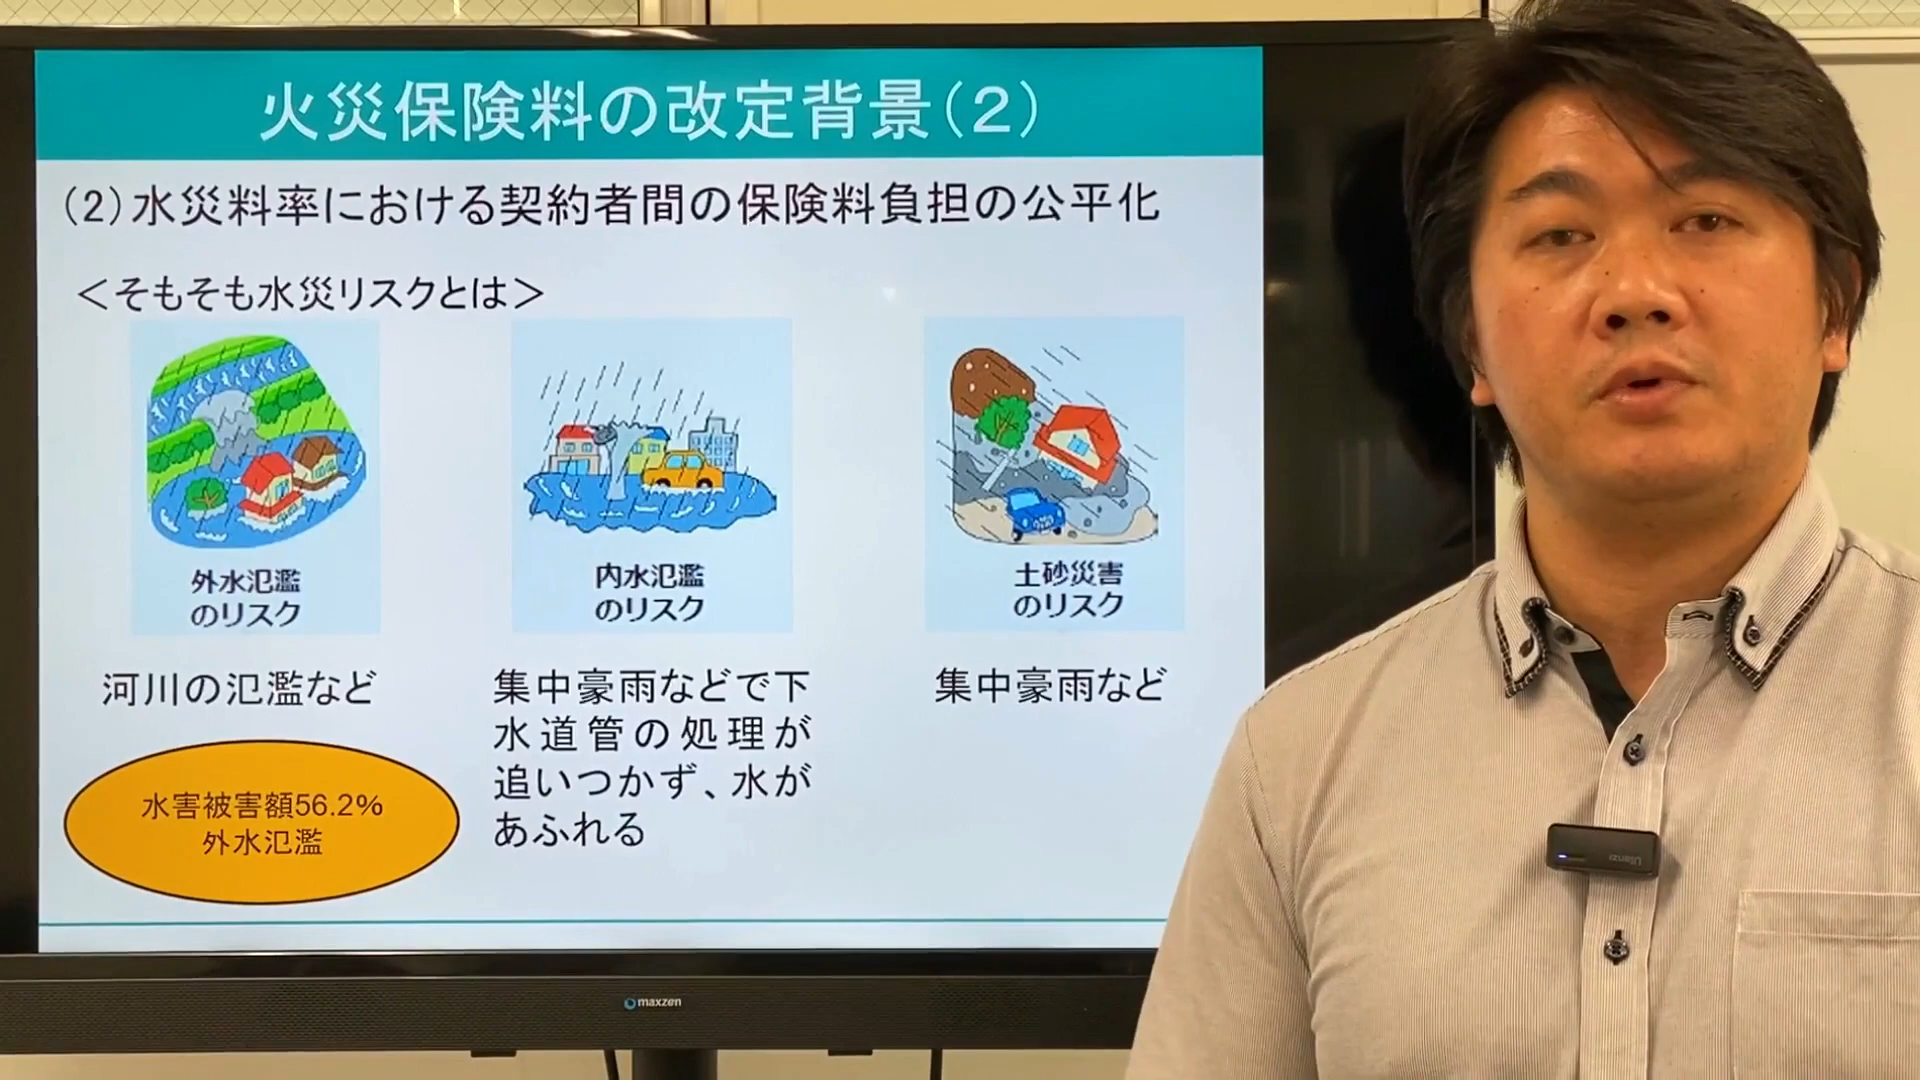 火災保険料の改定背景(2)
(2)水災料率における契約者間の保険料負担の公平化
＜そもそも水災リスクとは＞
外水氾濫
のリスク
河川の氾濫など
水害被害額56.2%
外水氾濫
内水氾濫
のリスク
集中豪雨などで下
水道管の処理が
追いつかず、水が
あふれる
土砂災害
のリスク
集中豪雨など
maxzen
Ulanzi